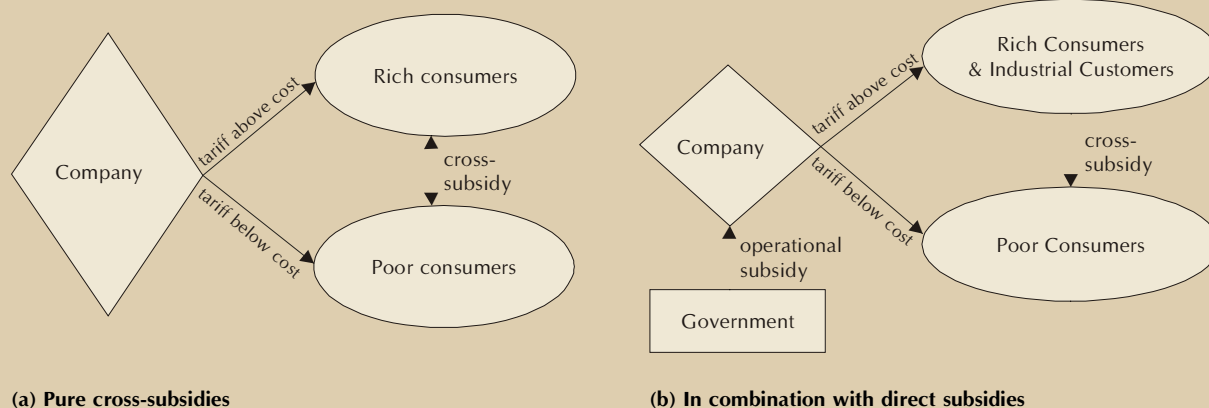 Company
tariff above cost
tariff below cost
Rich consumers
cross-
subsidy
Poor consumers
(a) Pure cross-subsidies
Company
tariff above cost
tariff below cost
Rich Consumers
& Industrial Customers
cross-
subsidy
Poor Consumers
operational
subsidy
Government
(b) In combination with direct subsidies